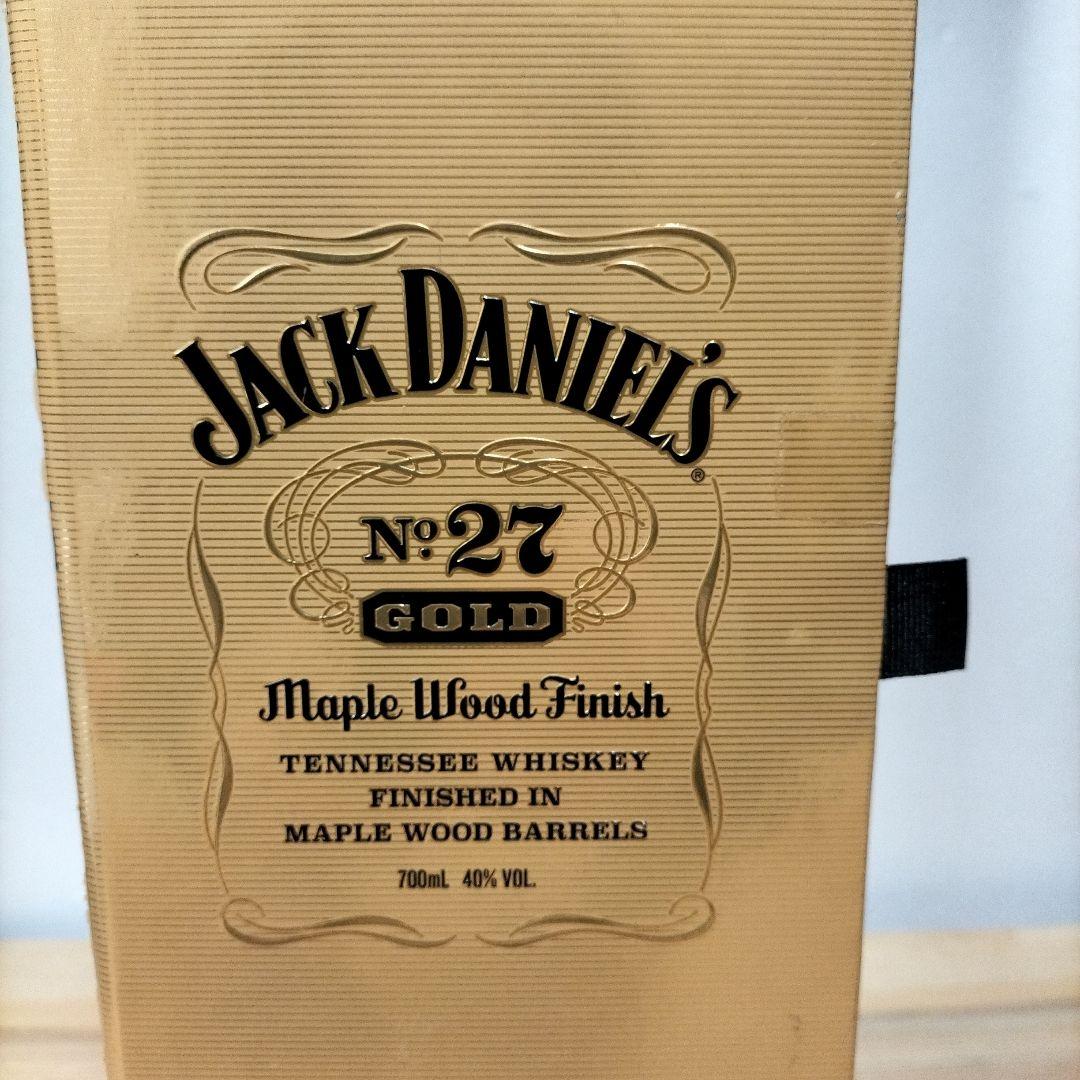 JACK DANIEL'S®
Nº 27
GOLD
Maple Wood Finish
TENNESSEE WHISKEY
FINISHED IN
MAPLE WOOD BARRELS
700mL 40% VOL.